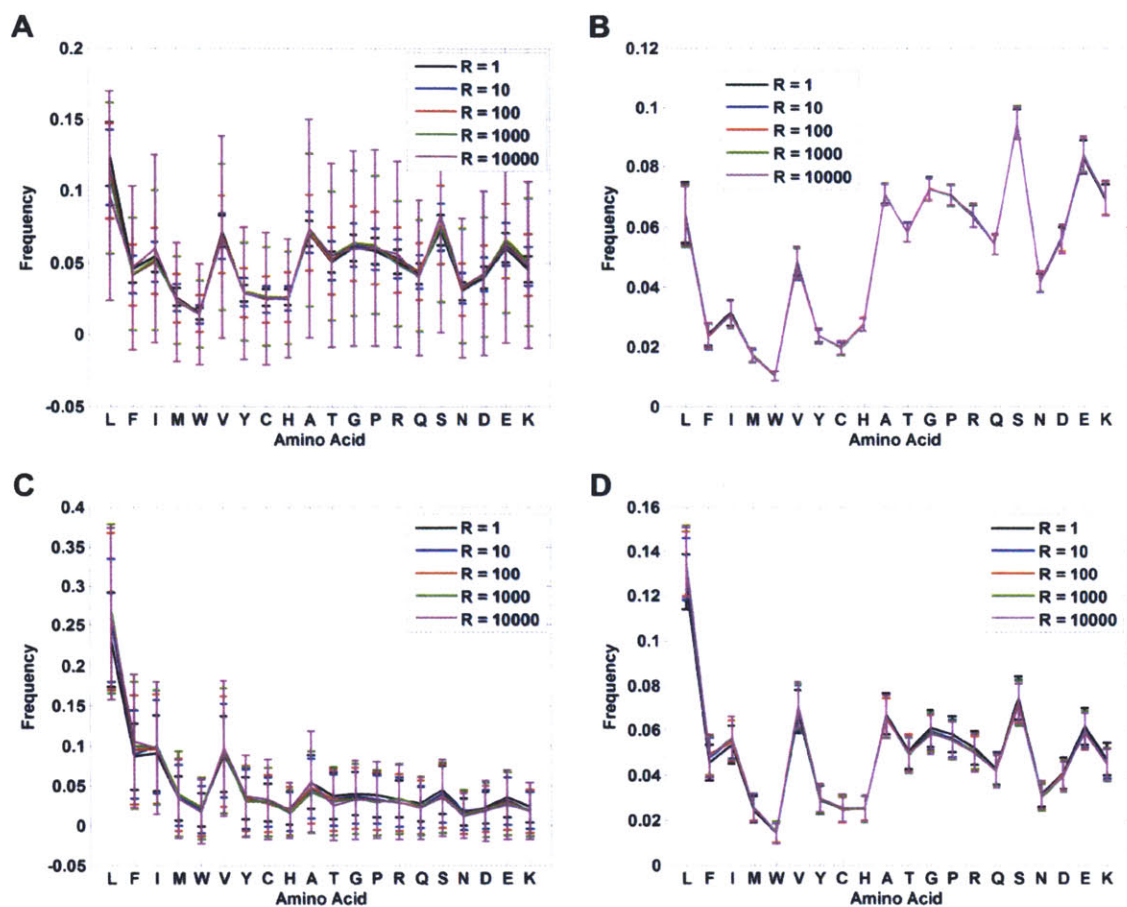 A
0.2
0.15
0.1
0.05
0
-0.05
Frequency
R = 1
R = 10
R = 100
R = 1000
R = 10000
L F I M W V Y C H A T G P R Q S N D E K
Amino Acid
B
0.12
0.1
0.08
0.06
0.04
0.02
0
Frequency
R = 1
R = 10
R = 100
R = 1000
R = 10000
L F I M W V Y C H A T G P R Q S N D E K
Amino Acid
C
0.4
0.35
0.3
0.25
0.2
0.15
0.1
0.05
0
-0.05
Frequency
R = 1
R = 10
R = 100
R = 1000
R = 10000
L F I M W V Y C H A T G P R Q S N D E K
Amino Acid
D
0.16
0.14
0.12
0.1
0.08
0.06
0.04
0.02
0
Frequency
R = 1
R = 10
R = 100
R = 1000
R = 10000
L F I M W V Y C H A T G P R Q S N D E K
Amino Acid